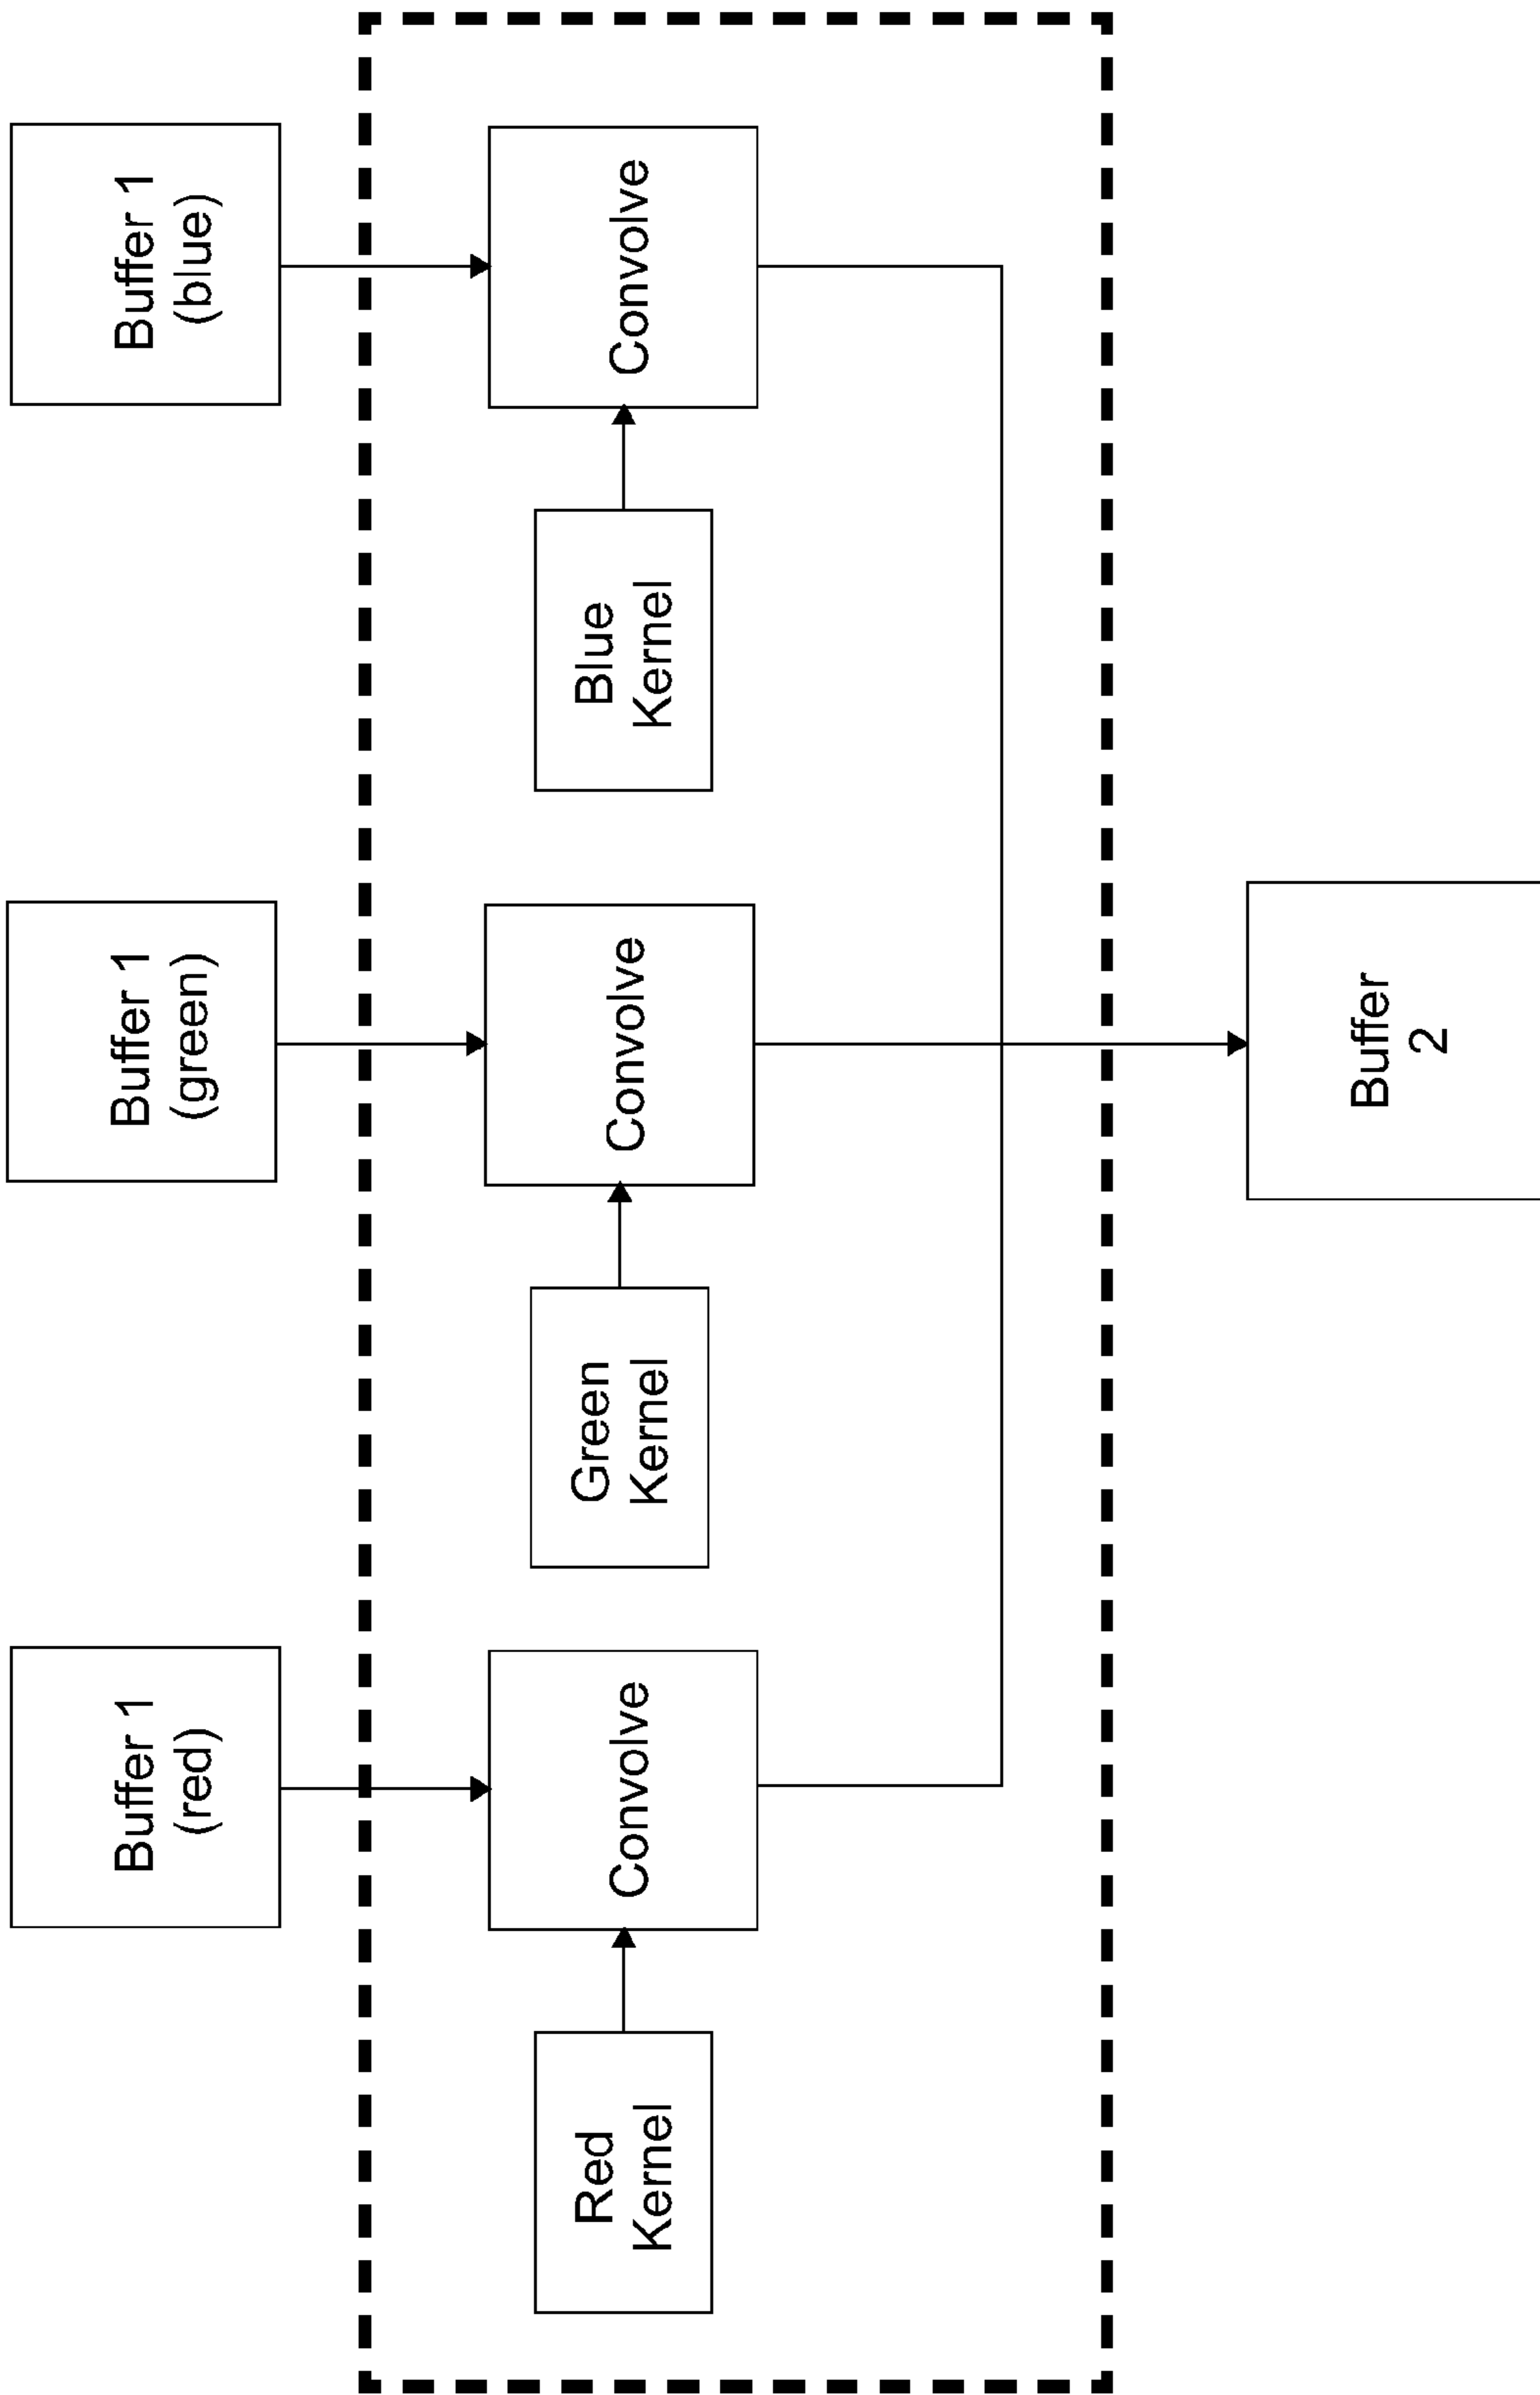 Buffer 1
(red)
Buffer 1
(green)
Buffer 1
(blue)
Red
Kernel
Convolve
Green
Kernel
Convolve
Blue
Kernel
Convolve
Buffer
2